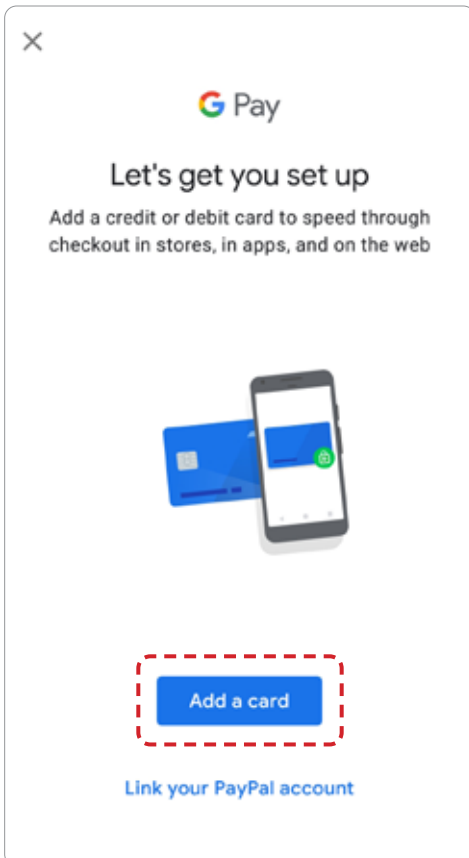 G Pay
Let's get you set up
Add a credit or debit card to speed through
checkout in stores, in apps, and on the web
Add a card
Link your PayPal account